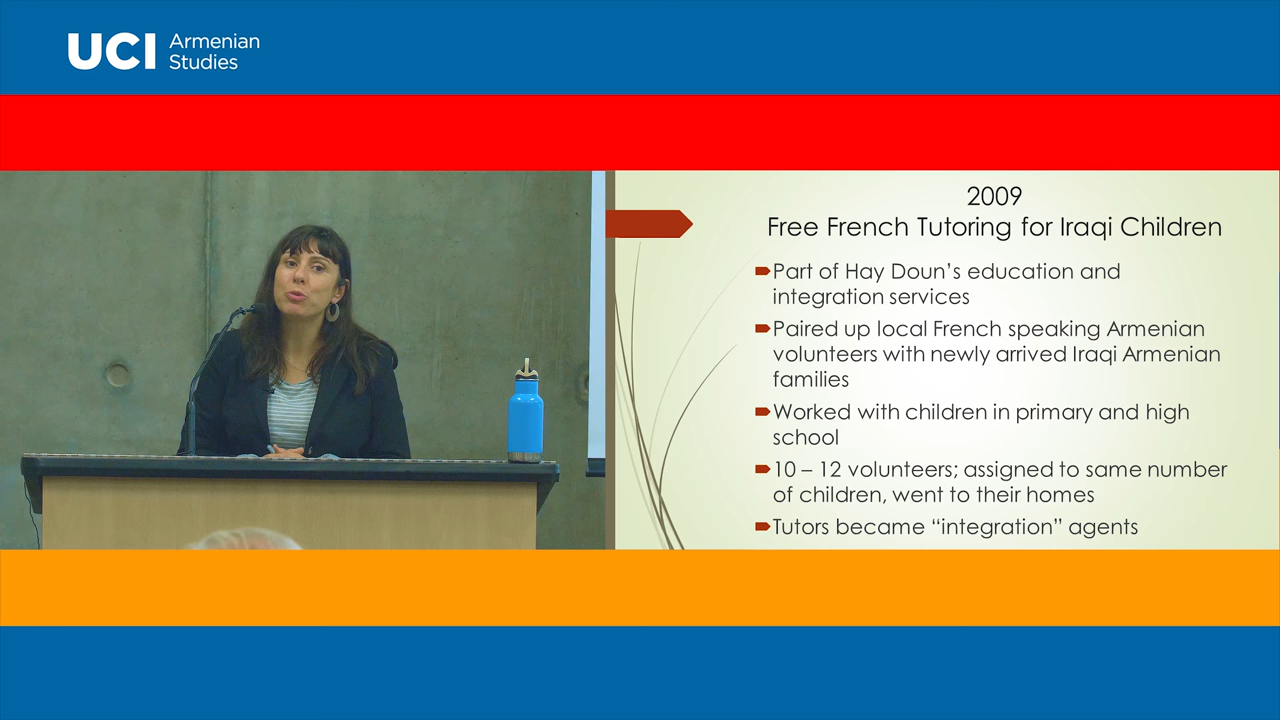 UCI Armenian
Studies
2009
Free French Tutoring for Iraqi Children
Part of Hay Doun’s education and
integration services
Paired up local French speaking Armenian
volunteers with newly arrived Iraqi Armenian
families
Worked with children in primary and high
school
10 – 12 volunteers; assigned to same number
of children, went to their homes
Tutors became “integration” agents